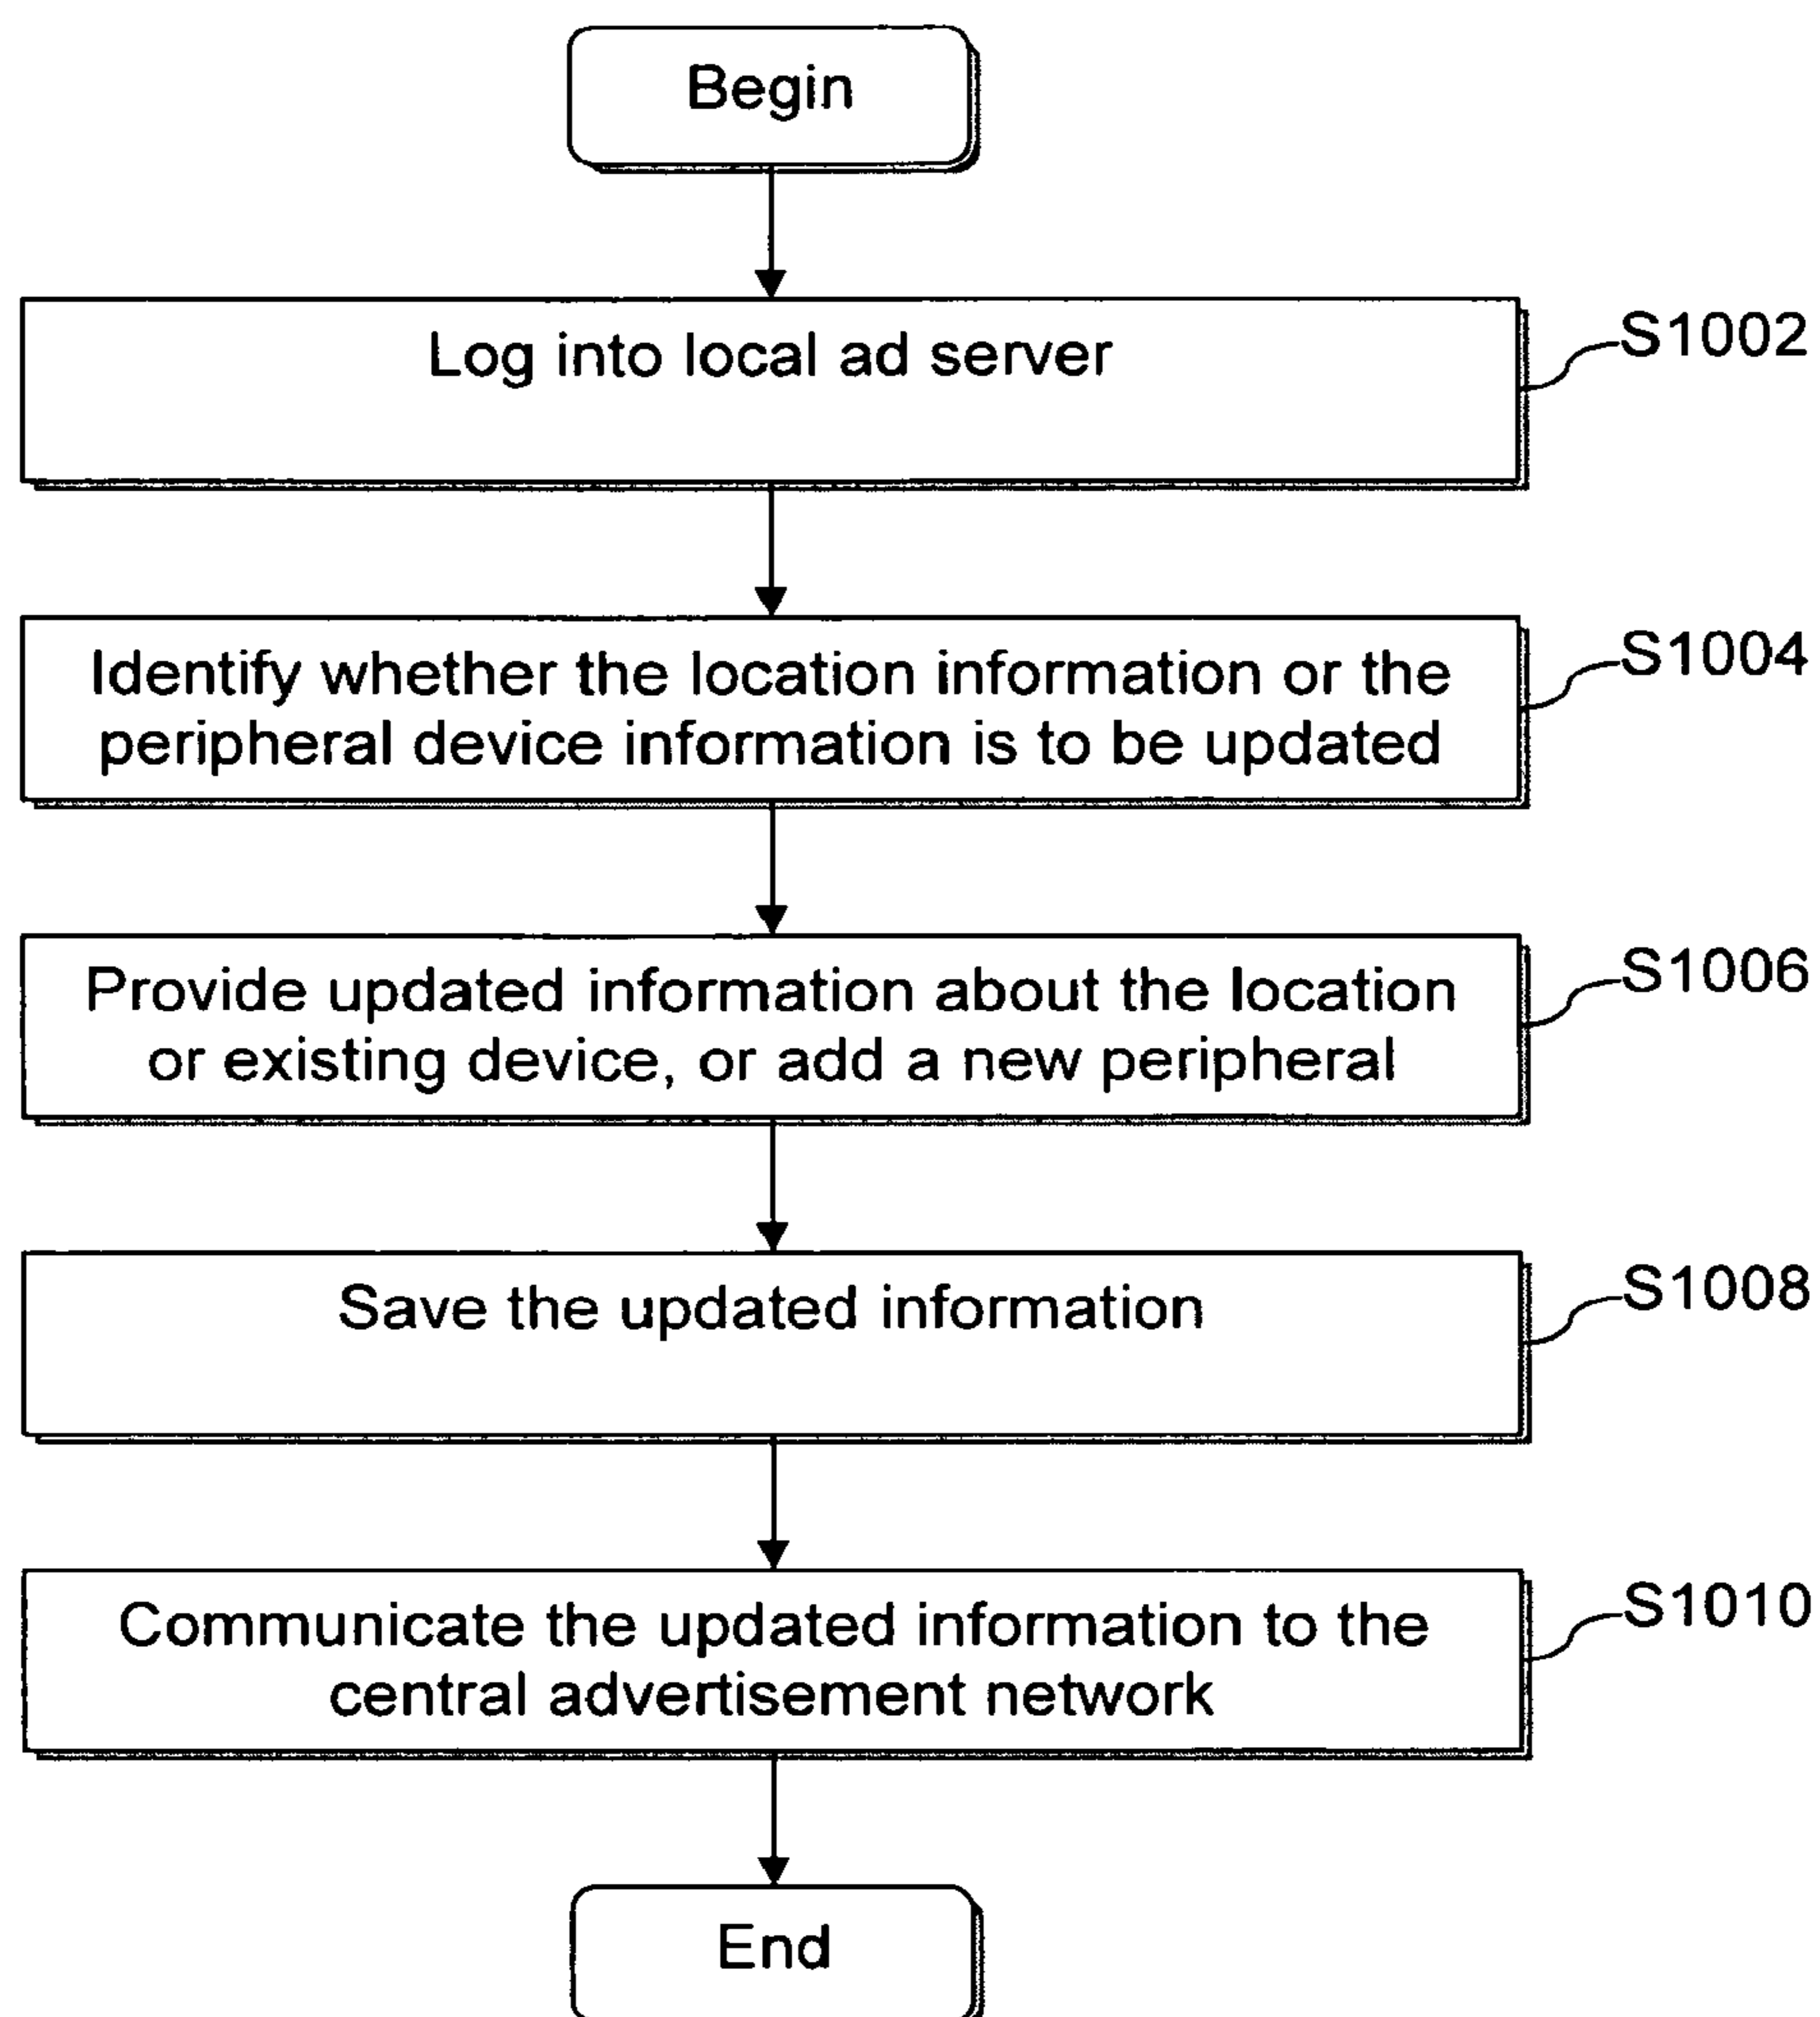 Begin
Log into local ad server
S1002
Identify whether the location information or the
peripheral device information is to be updated
S1004
Provide updated information about the location
or existing device, or add a new peripheral
S1006
Save the updated information
S1008
Communicate the updated information to the
central advertisement network
S1010
End